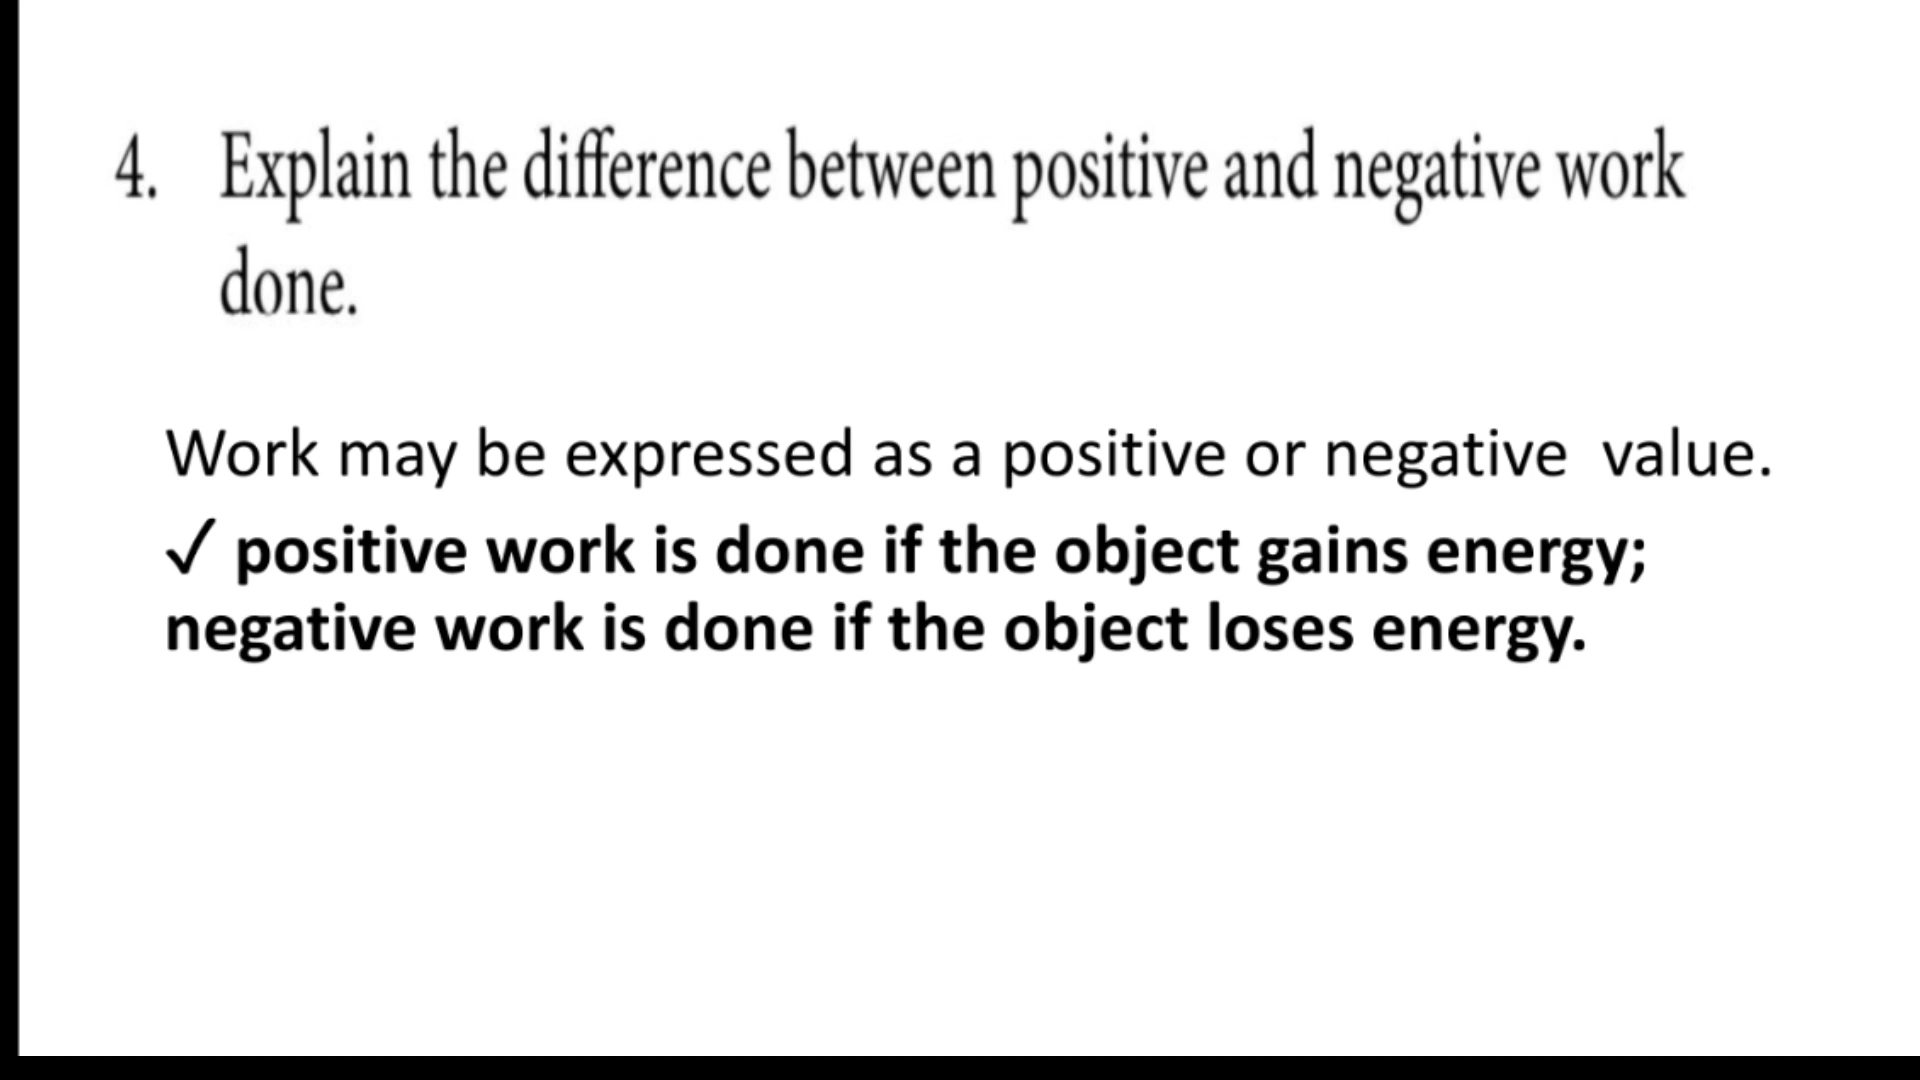 4. Explain the difference between positive and negative work
done.
Work may be expressed as a positive or negative value.
✓ positive work is done if the object gains energy;
negative work is done if the object loses energy.